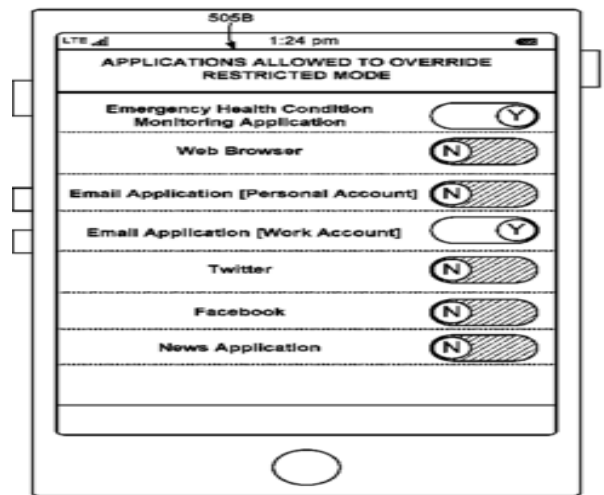 505B
LTE 1:24 pm
APPLICATIONS ALLOWED TO OVERRIDE
RESTRICTED MODE
Emergency Health Condition
Monitoring Application Y
Web Browser N
Email Application [Personal Account] N
Email Application [Work Account] Y
Twitter N
Facebook N
News Application N